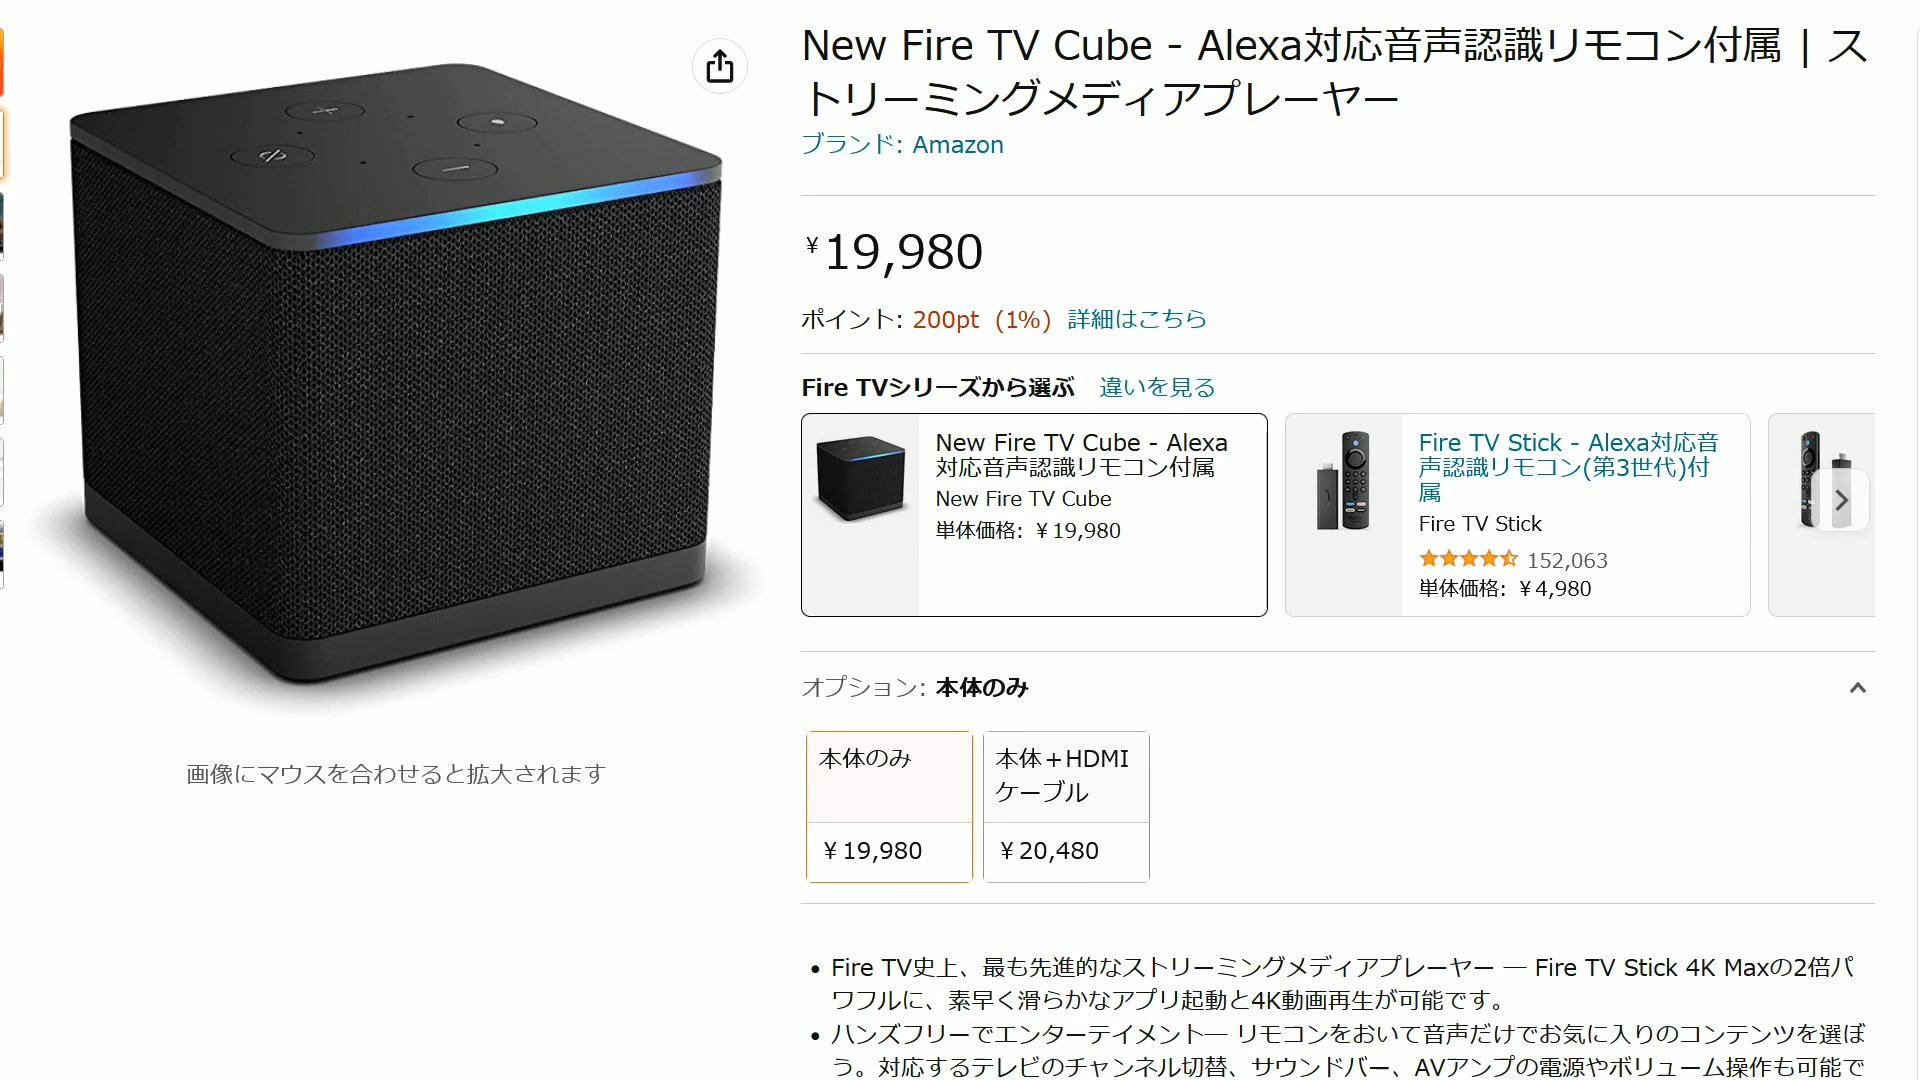 New Fire TV Cube - Alexa対応音声認識リモコン付属 | ス
トリーミングメディアプレーヤー
ブランド: Amazon
¥19,980
ポイント: 200pt (1%) 詳細はこちら
Fire TVシリーズから選ぶ 違いを見る
New Fire TV Cube - Alexa
対応音声認識リモコン付属
New Fire TV Cube
単体価格: ¥19,980
Fire TV Stick - Alexa対応音
声認識リモコン(第3世代)付
属
Fire TV Stick
152,063
単体価格: ¥4,980
オプション: 本体のみ
本体のみ
¥19,980
本体+HDMI
ケーブル
¥20,480
画像にマウスを合わせると拡大されます
• Fire TV史上、最も先進的なストリーミングメディアプレーヤー — Fire TV Stick 4K Maxの2倍パ
ワフルに、素早く滑らかなアプリ起動と4K動画再生が可能です。
• ハンズフリーでエンターテイメント— リモコンをおいて音声だけでお気に入りのコンテンツを選ぼ
う。対応するテレビのチャンネル切替、サウンドバー、AVアンプの電源やボリューム操作も可能で